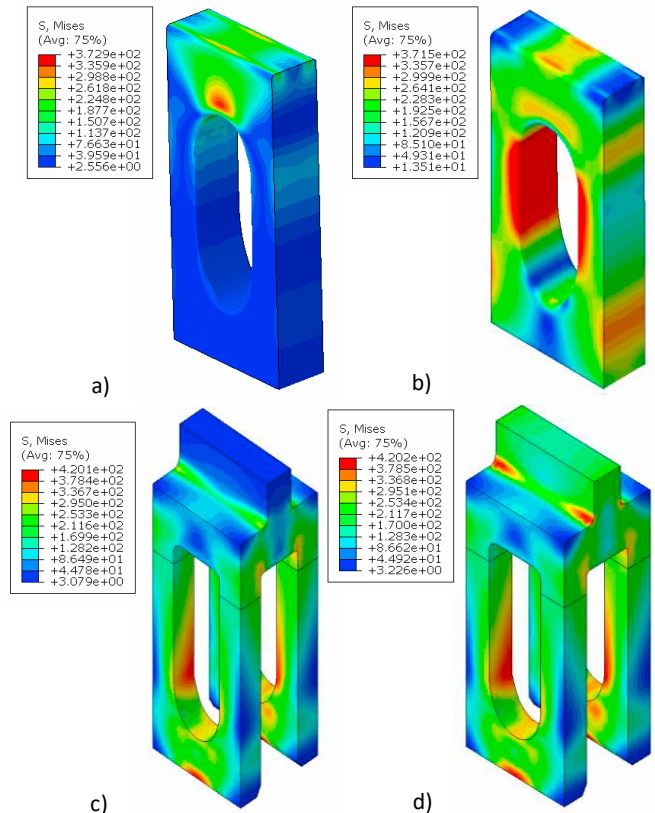 S, Mises
(Avg: 75%)
+3.729e+02
+3.359e+02
+2.988e+02
+2.618e+02
+2.248e+02
+1.877e+02
+1.507e+02
+1.137e+02
+7.663e+01
+3.959e+01
+2.556e+00
a)
S, Mises
(Avg: 75%)
+3.715e+02
+3.357e+02
+2.999e+02
+2.641e+02
+2.283e+02
+1.925e+02
+1.567e+02
+1.209e+02
+8.510e+01
+4.931e+01
+1.351e+01
b)
S, Mises
(Avg: 75%)
+4.201e+02
+3.784e+02
+3.367e+02
+2.950e+02
+2.533e+02
+2.116e+02
+1.699e+02
+1.282e+02
+8.649e+01
+4.478e+01
+3.079e+00
c)
S, Mises
(Avg: 75%)
+4.202e+02
+3.785e+02
+3.368e+02
+2.951e+02
+2.534e+02
+2.117e+02
+1.700e+02
+1.283e+02
+8.662e+01
+4.492e+01
+3.226e+00
d)